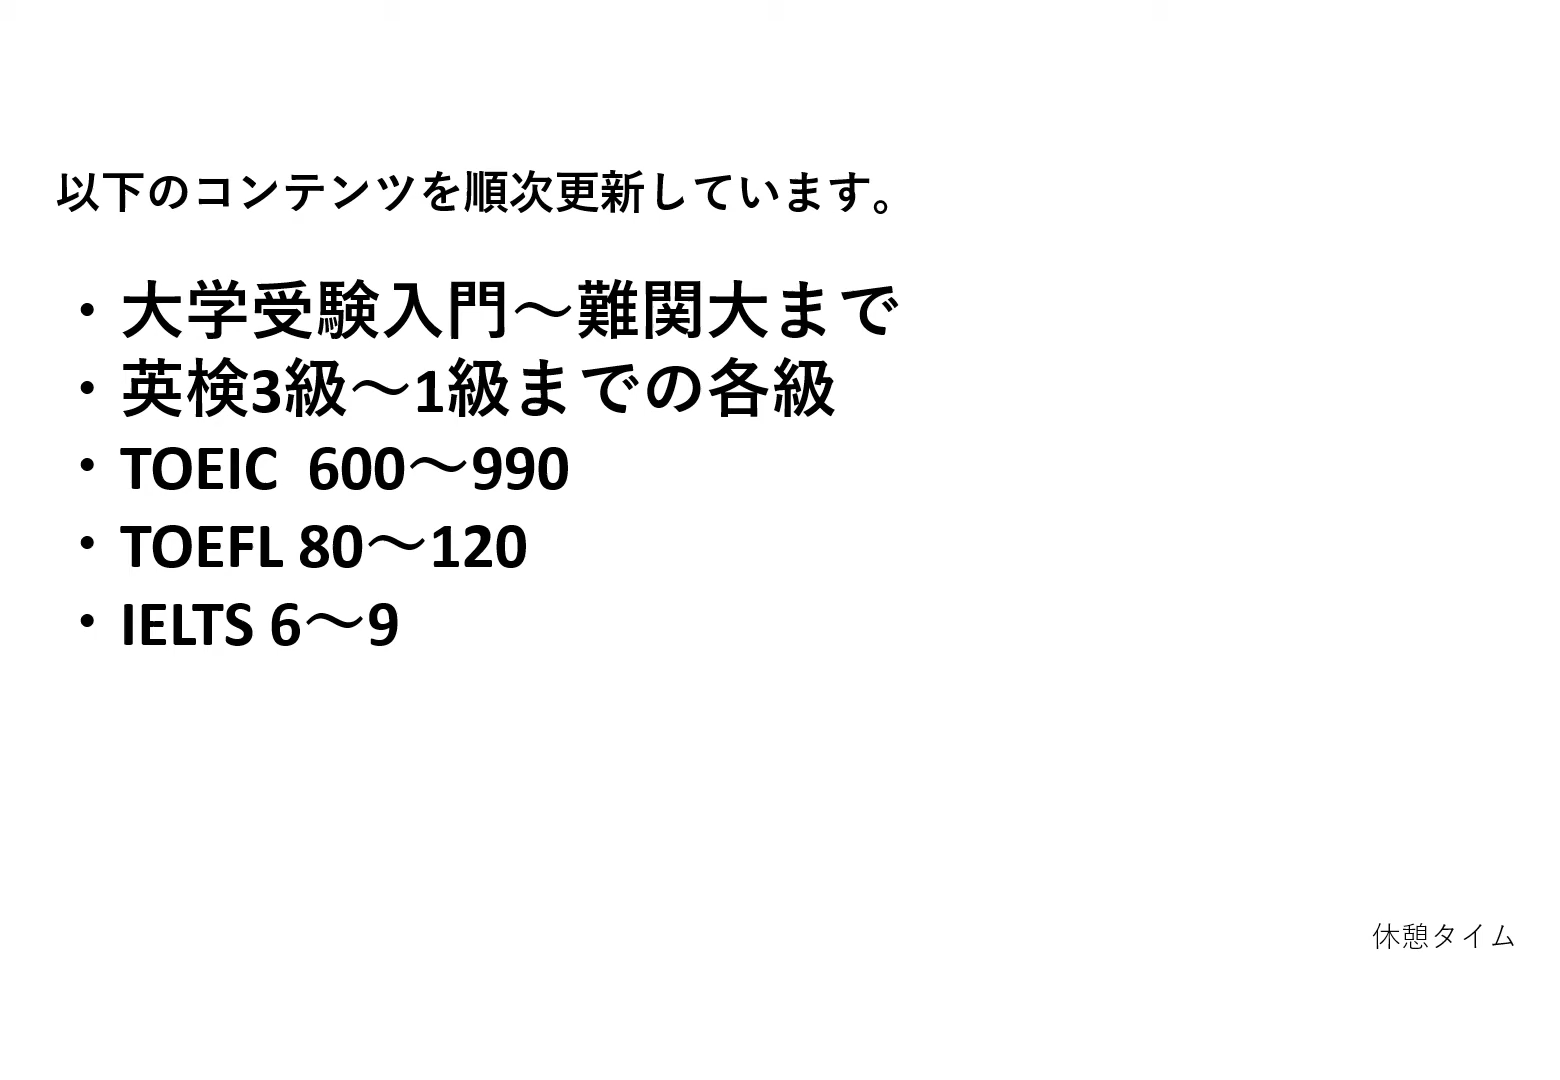 以下のコンテンツを順次更新しています。
・大学受験入門～難関大まで
・英検3級～1級までの各級
・TOEIC  600～990
・TOEFL 80～120
・IELTS 6～9
休憩タイム